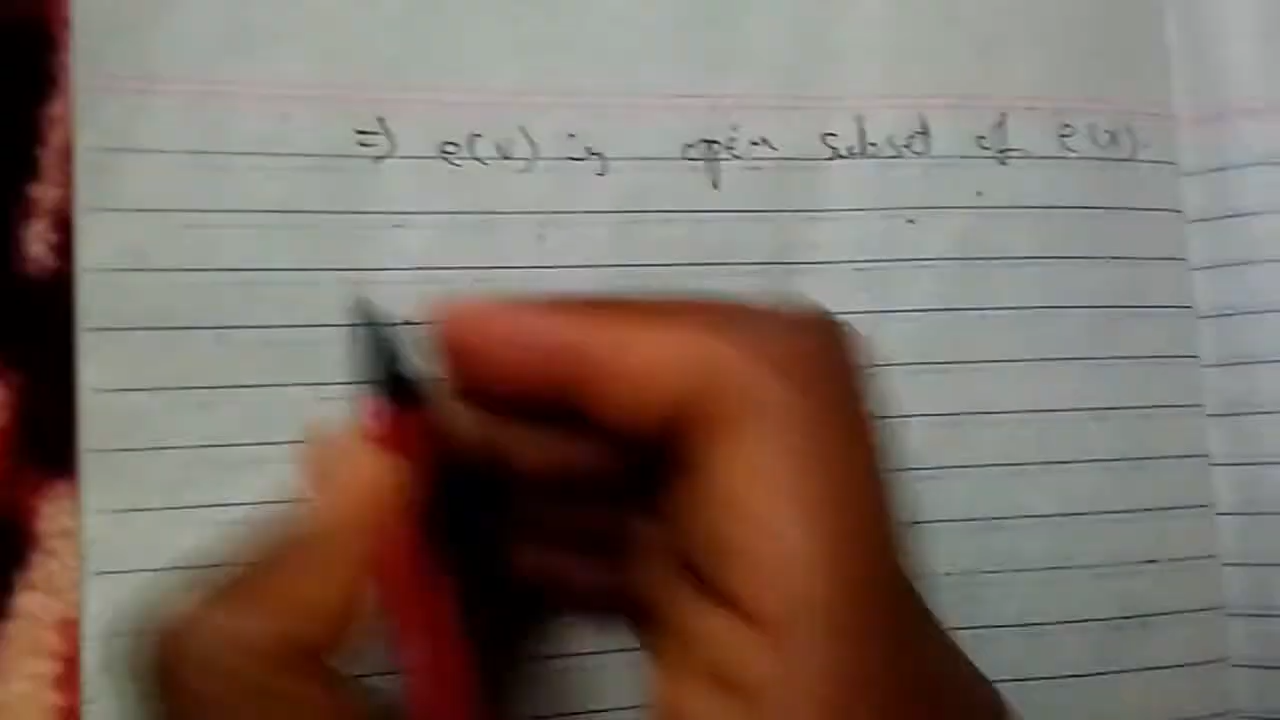 ⇒ e(v) is open subset of e(x).